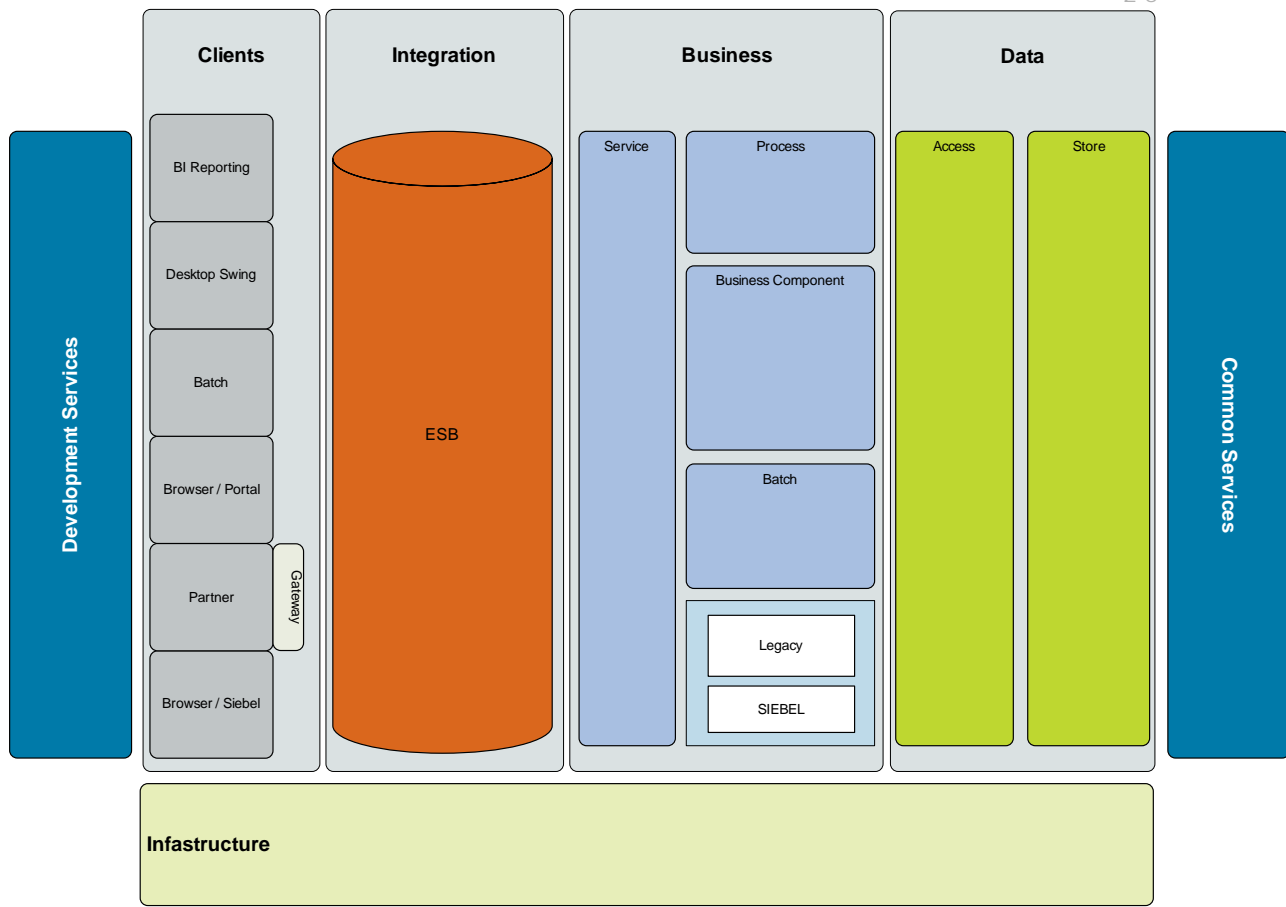 Clients
Integration
Business
Data
Development Services
BI Reporting
Desktop Swing
Batch
Browser / Portal
Partner
Gateway
Browser / Siebel
ESB
Service
Process
Business Component
Batch
Legacy
SIEBEL
Access
Store
Common Services
Infastructure